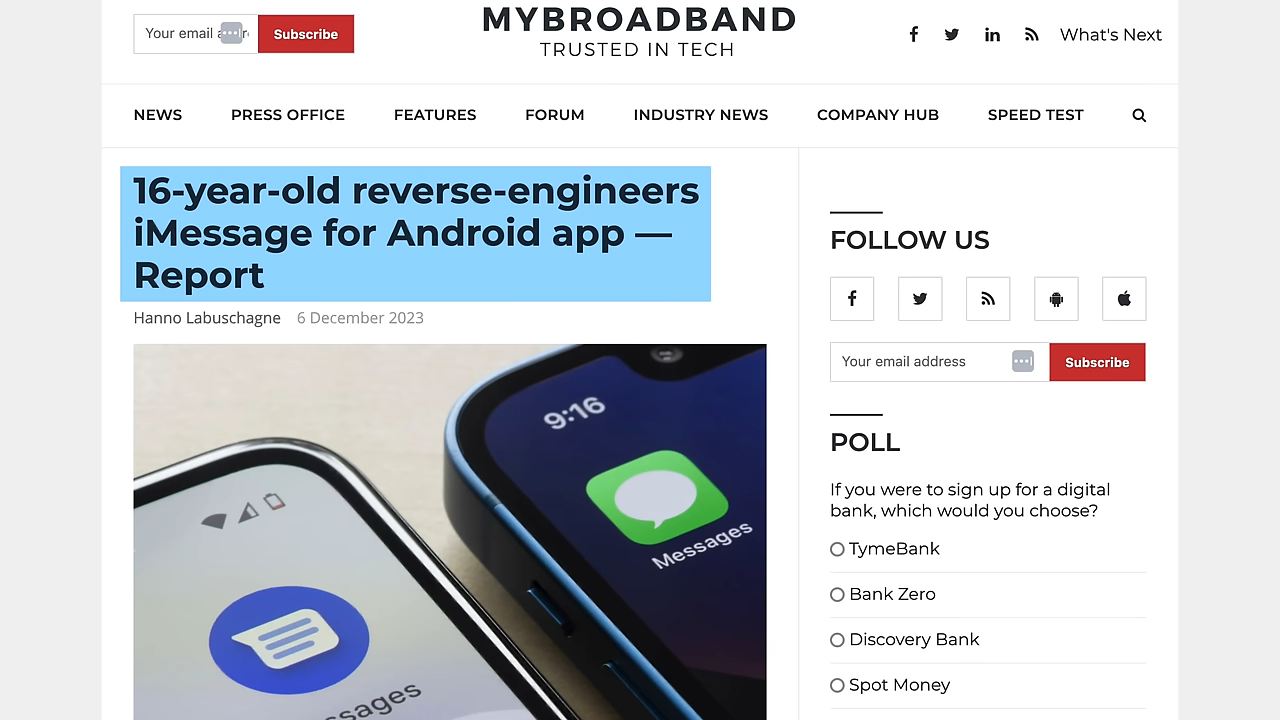 Your email
Subscribe
MYBROADBAND
TRUSTED IN TECH
What's Next
NEWS
PRESS OFFICE
FEATURES
FORUM
INDUSTRY NEWS
COMPANY HUB
SPEED TEST
16-year-old reverse-engineers
iMessage for Android app —
Report
Hanno Labuschagne
6 December 2023
9:16
Messages
FOLLOW US
Your email address
Subscribe
POLL
If you were to sign up for a digital
bank, which would you choose?
TymeBank
Bank Zero
Discovery Bank
Spot Money